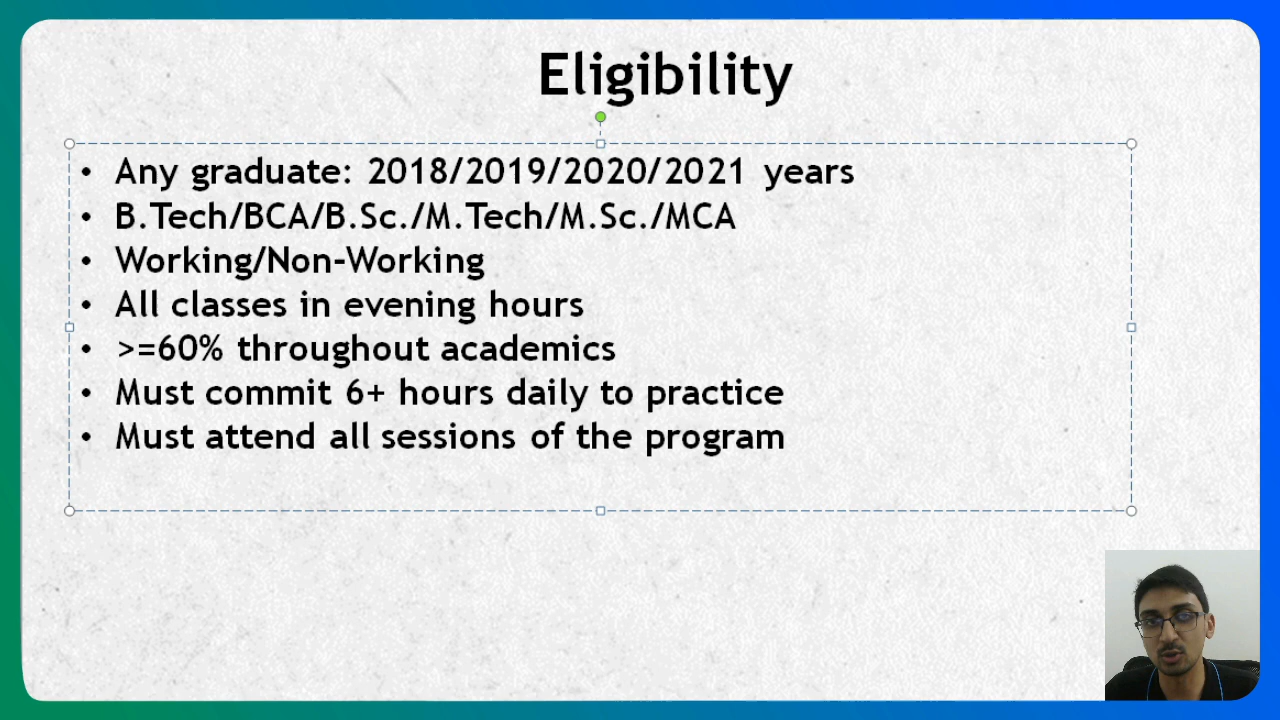 Eligibility
• Any graduate: 2018/2019/2020/2021 years
• B.Tech/BCA/B.Sc./M.Tech/M.Sc./MCA
• Working/Non-Working
• All classes in evening hours
• >=60% throughout academics
• Must commit 6+ hours daily to practice
• Must attend all sessions of the program